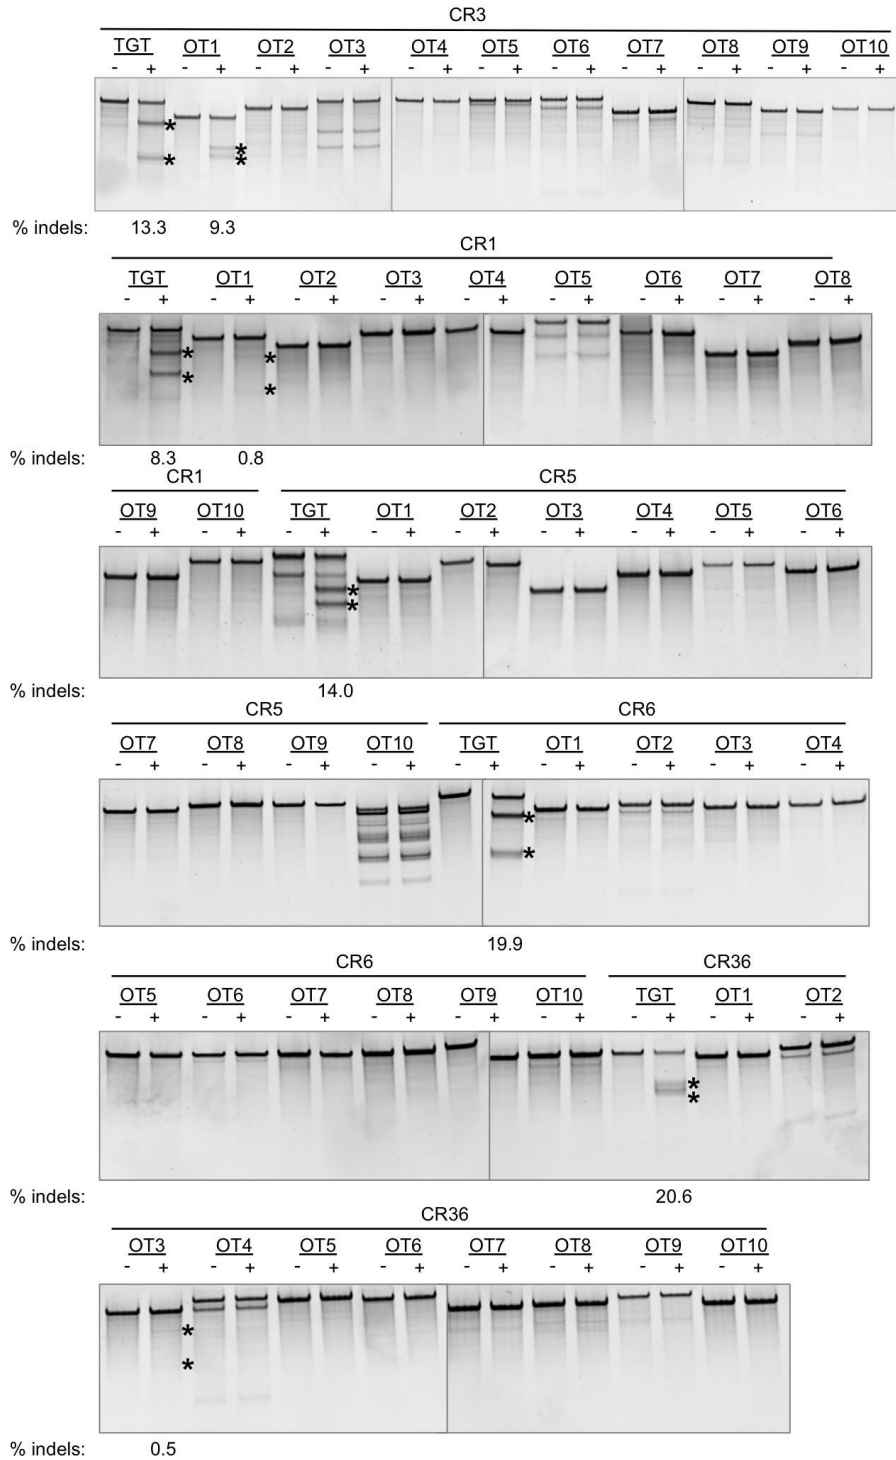 CR3
TGT OT1 OT2 OT3 OT4 OT5 OT6 OT7 OT8 OT9 OT10
- + - + - + - + - + - + - + - + - + - + - +
*
*
*
*
% indels: 13.3 9.3
CR1
TGT OT1 OT2 OT3 OT4 OT5 OT6 OT7 OT8
- + - + - + - + - + - + - + - + - +
*
*
*
*
% indels: 8.3 0.8
CR1 CR5
OT9 OT10 TGT OT1 OT2 OT3 OT4 OT5 OT6
- + - + - + - + - + - + - + - + - +
*
*
% indels: 14.0
CR5 CR6
OT7 OT8 OT9 OT10 TGT OT1 OT2 OT3 OT4
- + - + - + - + - + - + - + - + - +
*
*
% indels: 19.9
CR6 CR36
OT5 OT6 OT7 OT8 OT9 OT10 TGT OT1 OT2
- + - + - + - + - + - + - + - + - +
*
*
% indels: 20.6
CR36
OT3 OT4 OT5 OT6 OT7 OT8 OT9 OT10
- + - + - + - + - + - + - + - +
*
*
% indels: 0.5